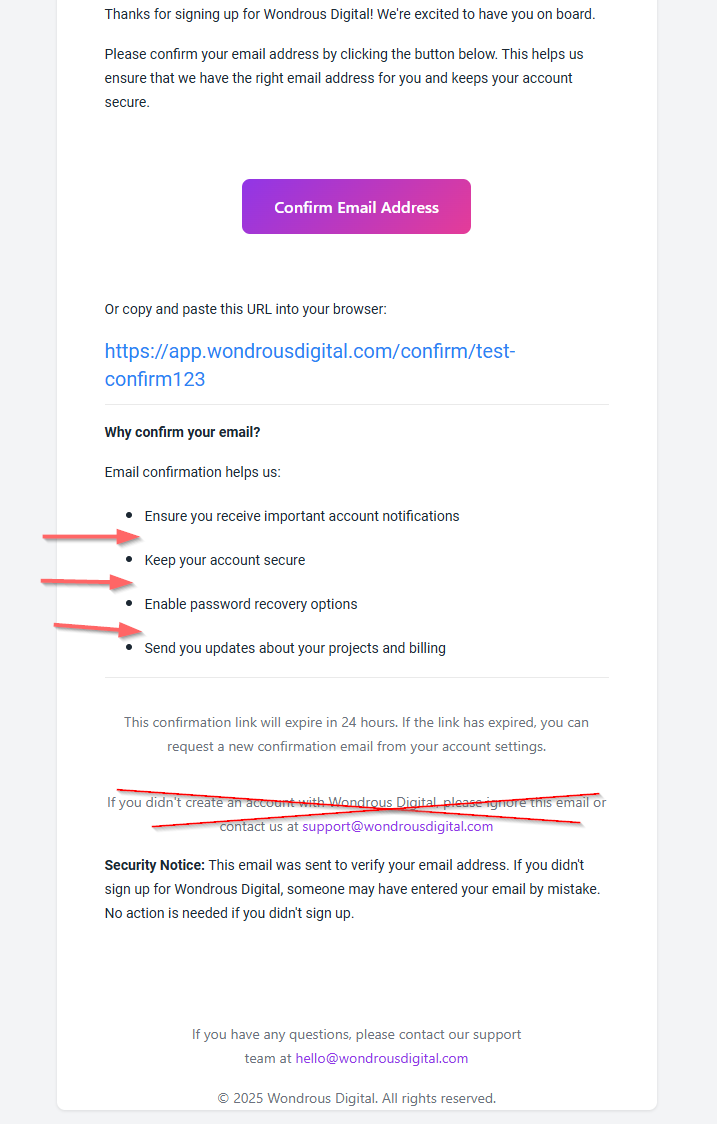 Thanks for signing up for Wondrous Digital! We're excited to have you on board.
Please confirm your email address by clicking the button below. This helps us
ensure that we have the right email address for you and keeps your account
secure.
Confirm Email Address
Or copy and paste this URL into your browser:
https://app.wondrousdigital.com/confirm/test-
confirm123
Why confirm your email?
Email confirmation helps us:
• Ensure you receive important account notifications
• Keep your account secure
• Enable password recovery options
• Send you updates about your projects and billing
This confirmation link will expire in 24 hours. If the link has expired, you can
request a new confirmation email from your account settings.
If you didn't create an account with Wondrous Digital, please ignore this email or
contact us at support@wondrousdigital.com
Security Notice: This email was sent to verify your email address. If you didn't
sign up for Wondrous Digital, someone may have entered your email by mistake.
No action is needed if you didn't sign up.
If you have any questions, please contact our support
team at hello@wondrousdigital.com
© 2025 Wondrous Digital. All rights reserved.